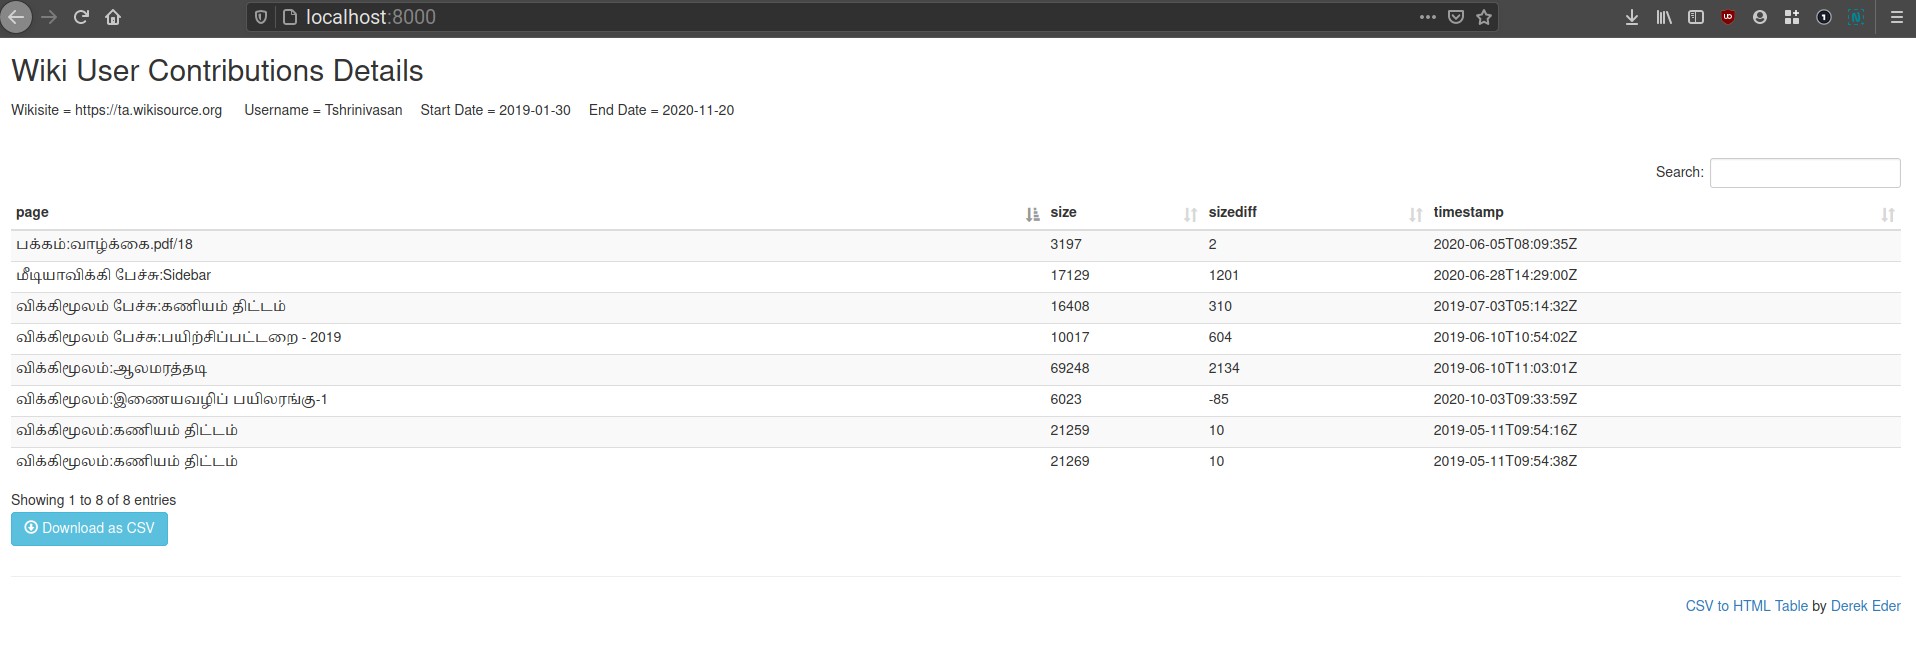 localhost:8000
Wiki User Contributions Details
Wikisite = https://ta.wikisource.org Username = Tshrinivasan Start Date = 2019-01-30 End Date = 2020-11-20
Search:
page size sizediff timestamp
பக்கம்:வாழ்க்கை.pdf/18 3197 2 2020-06-05T08:09:35Z
மீடியாவிக்கி பேச்சு:Sidebar 17129 1201 2020-06-28T14:29:00Z
விக்கிமூலம் பேச்சு:கணியம் திட்டம் 16408 310 2019-07-03T05:14:32Z
விக்கிமூலம் பேச்சு:பயிற்சிப்பட்டறை - 2019 10017 604 2019-06-10T10:54:02Z
விக்கிமூலம்:ஆலமரத்தடி 69248 2134 2019-06-10T11:03:01Z
விக்கிமூலம்:இணையவழிப் பயிலரங்கு-1 6023 -85 2020-10-03T09:33:59Z
விக்கிமூலம்:கணியம் திட்டம் 21259 10 2019-05-11T09:54:16Z
விக்கிமூலம்:கணியம் திட்டம் 21269 10 2019-05-11T09:54:38Z
Showing 1 to 8 of 8 entries
Download as CSV
CSV to HTML Table by Derek Eder